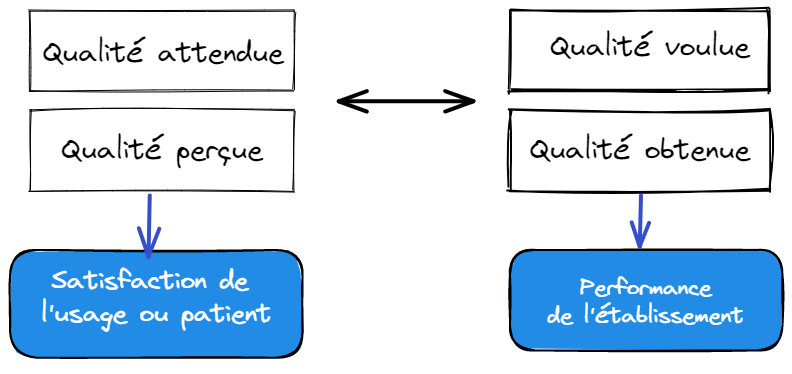 Qualité attendue
Qualité voulue
Qualité perçue
Qualité obtenue
Satisfaction de
l'usage ou patient
Performance
de l'établissement